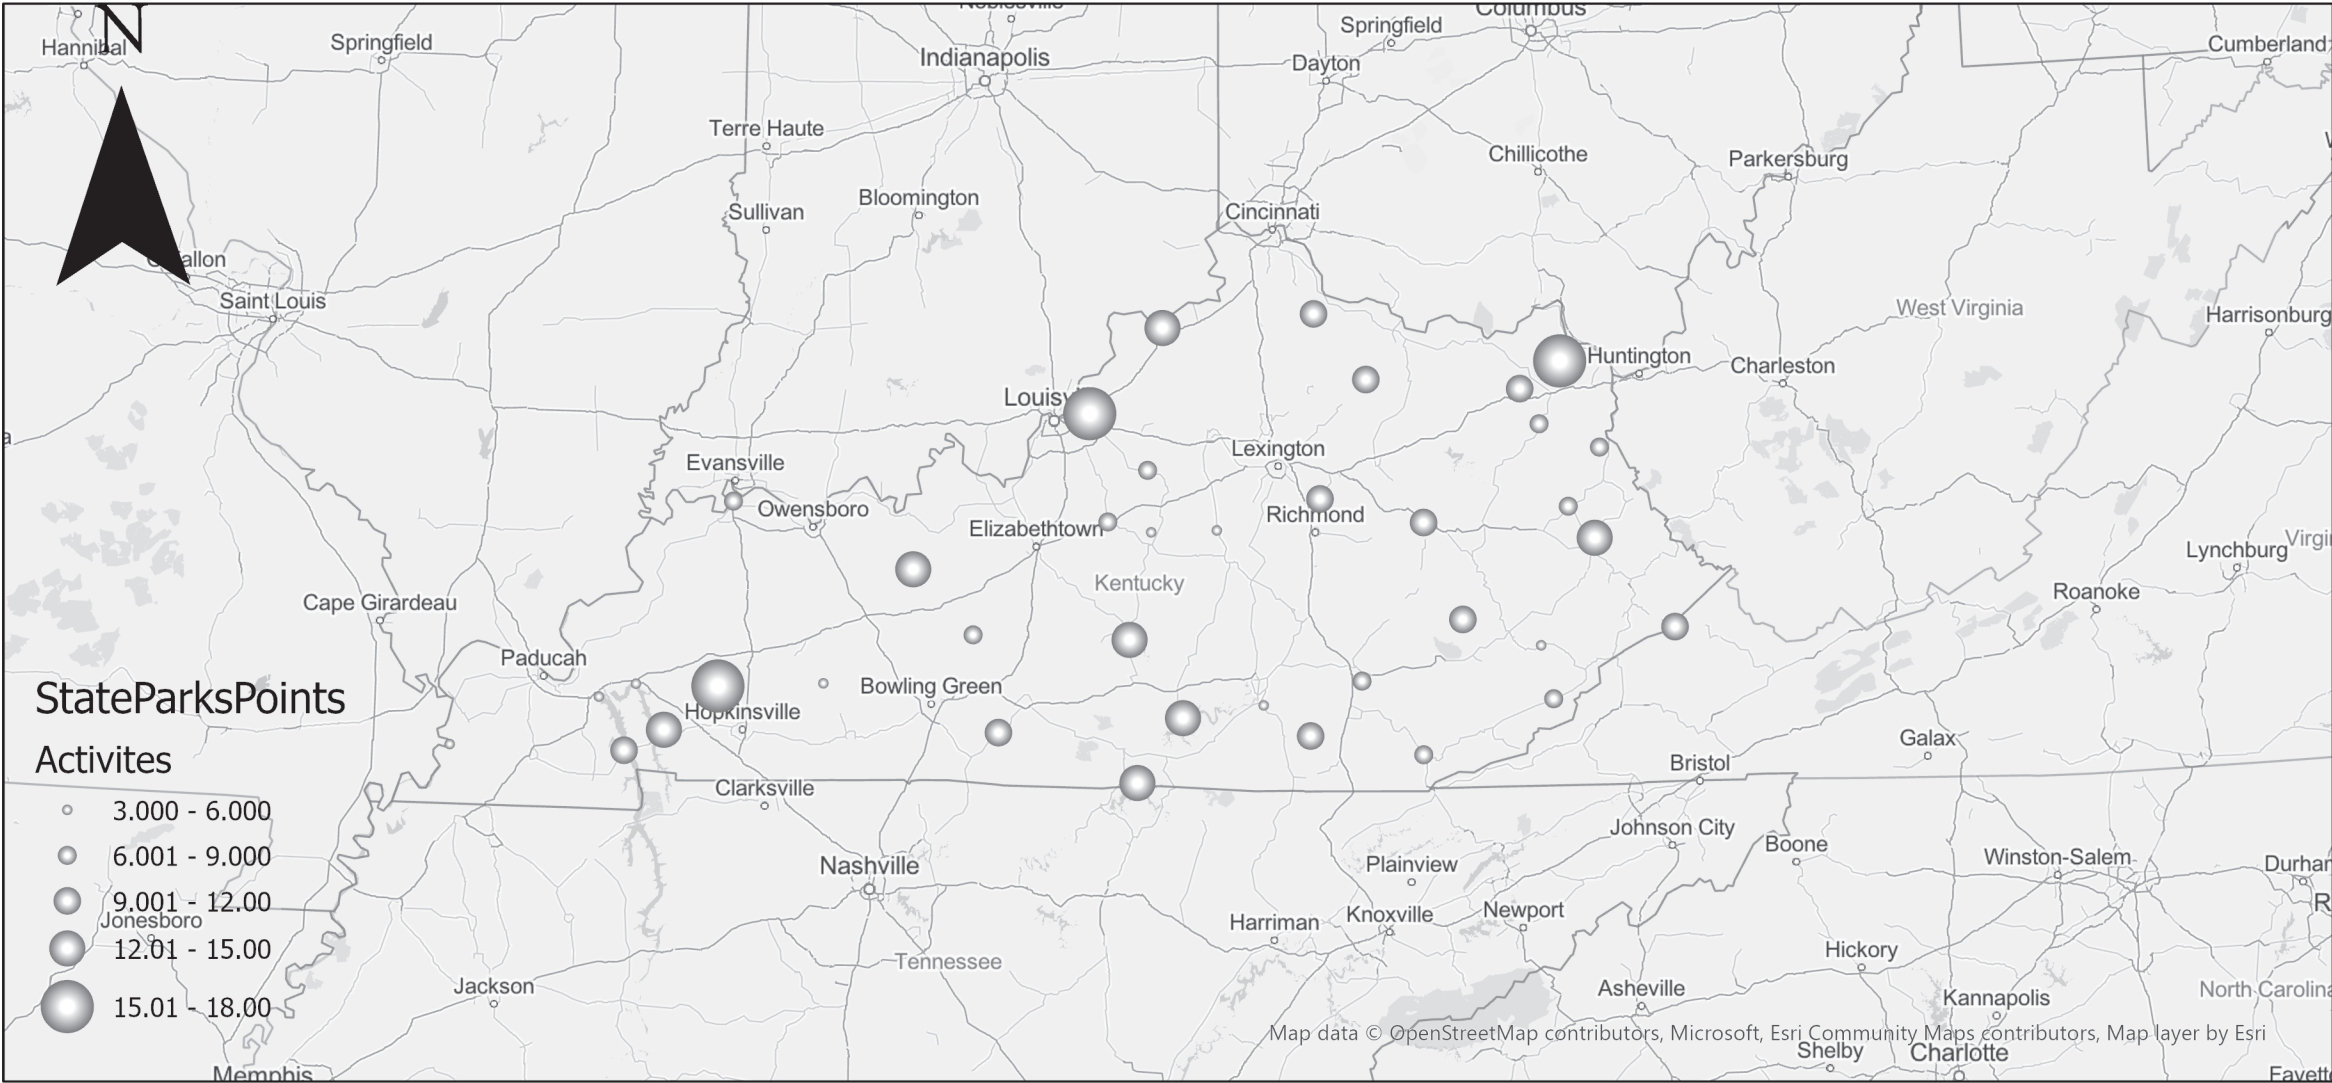 Noblesville
Columbus
N
Hannibal
Springfield
Springfield
Cumberland
Indianapolis
Dayton
Terre Haute
Chillicothe
Parkersburg
Bloomington
Sullivan
Cincinnati
allon
Saint Louis
West Virginia
Harrisonburg
Huntington
Charleston
Louisv
Lexington
Evansville
Owensboro
Richmond
Elizabethtown
Virgi
Lynchburg
Kentucky
Roanoke
Cape Girardeau
Paducah
Bowling Green
StateParksPoints
Hopkinsville
Galax
Activites
Bristol
Clarksville
3.000 - 6.000
Johnson City
Boone
6.001 - 9.000
Winston-Salem
Nashville
Plainview
Durhar
9.001 - 12.00
R
Jonesboro
Harriman
Knoxville
Newport
12.01 - 15.00
Hickory
Tennessee
Jackson
Asheville
Kannapolis
North Carolina
15.01 - 18.00
Map data © OpenStreetMap contributors, Microsoft, Esri Community Maps contributors, Map layer by Esri
Shelby
Charlotte
Memphis
Fayett